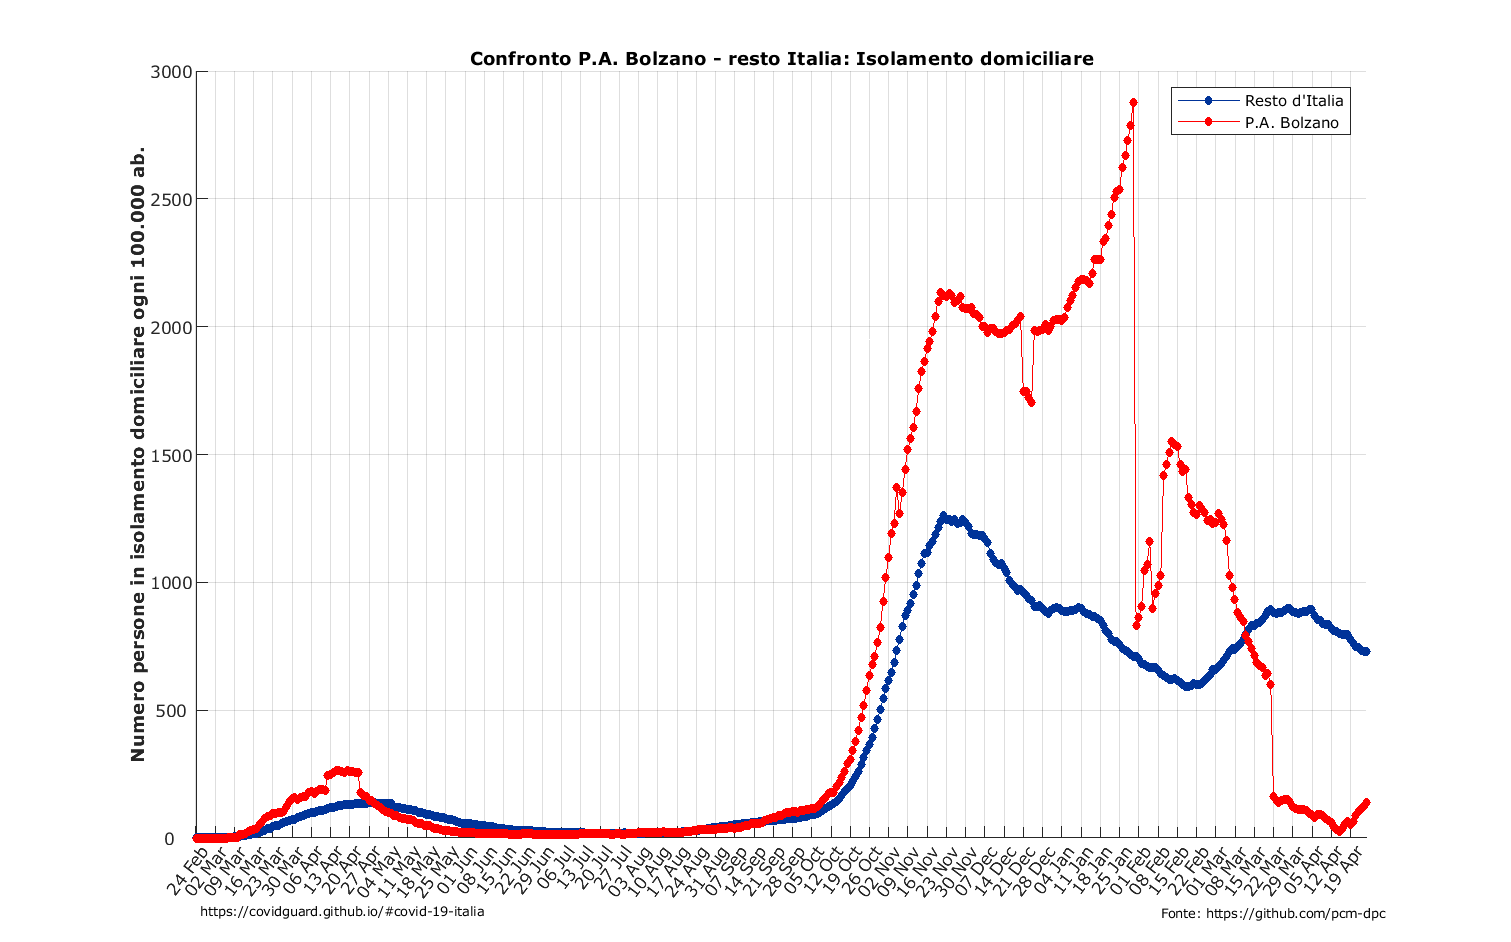 Confronto P.A. Bolzano - resto Italia: Isolamento domiciliare
Numero persone in isolamento domiciliare ogni 100.000 ab.
3000
2500
2000
1500
1000
500
0
Resto d'Italia
P.A. Bolzano
24 Feb
02 Mar
09 Mar
16 Mar
23 Mar
30 Mar
06 Apr
13 Apr
20 Apr
27 Apr
04 May
11 May
18 May
25 May
01 Jun
08 Jun
15 Jun
22 Jun
29 Jun
06 Jul
13 Jul
20 Jul
27 Jul
03 Aug
10 Aug
17 Aug
24 Aug
31 Aug
07 Sep
14 Sep
21 Sep
28 Sep
05 Oct
12 Oct
19 Oct
26 Oct
02 Nov
09 Nov
16 Nov
23 Nov
30 Nov
07 Dec
14 Dec
21 Dec
28 Dec
04 Jan
11 Jan
18 Jan
25 Jan
01 Feb
08 Feb
15 Feb
22 Feb
01 Mar
08 Mar
15 Mar
22 Mar
29 Mar
05 Apr
12 Apr
19 Apr
https://covidguard.github.io/#covid-19-italia
Fonte: https://github.com/pcm-dpc